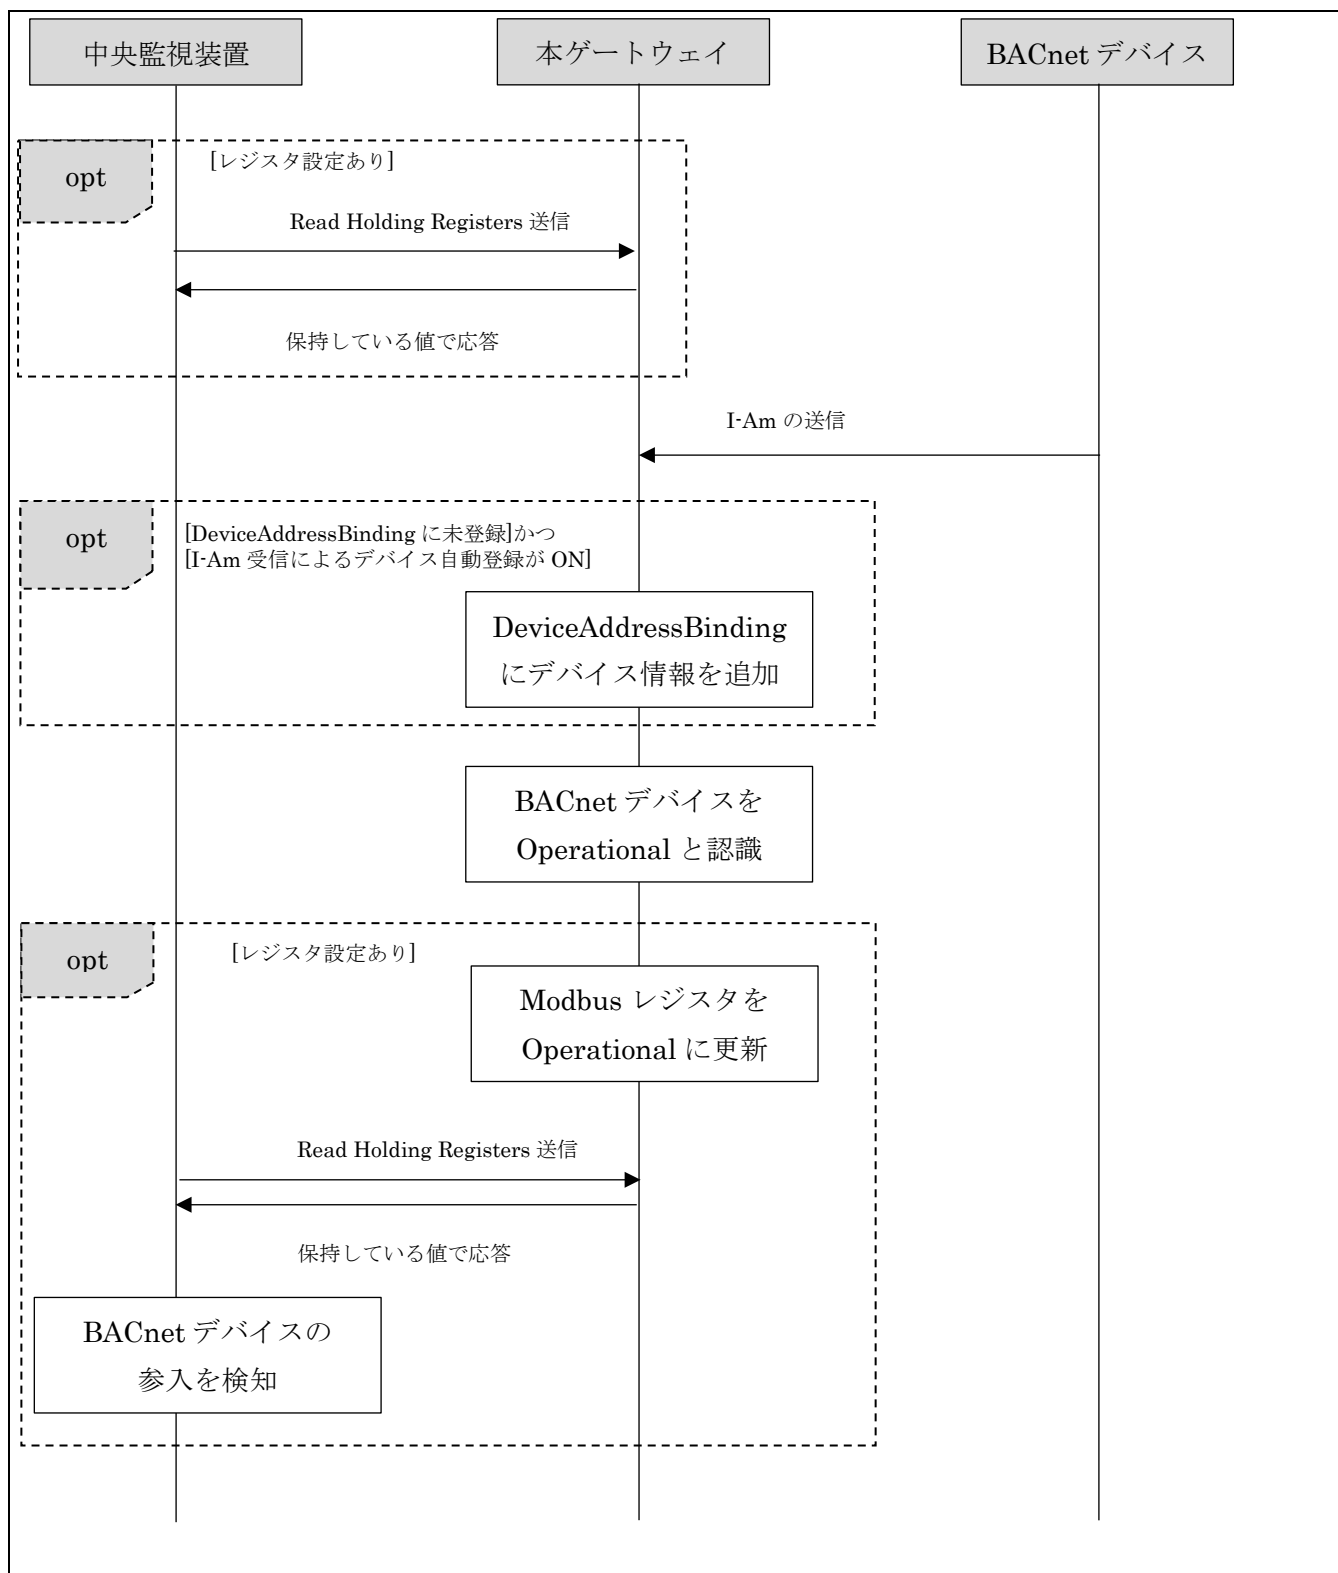 中央監視装置
本ゲートウェイ
BACnet デバイス
opt
[レジスタ設定あり]
Read Holding Registers 送信
保持している値で応答
I-Am の送信
opt
[DeviceAddressBinding に未登録]かつ
[I-Am 受信によるデバイス自動登録が ON]
DeviceAddressBinding
にデバイス情報を追加
BACnet デバイスを
Operational と認識
opt
[レジスタ設定あり]
Modbus レジスタを
Operational に更新
Read Holding Registers 送信
保持している値で応答
BACnet デバイスの
参入を検知